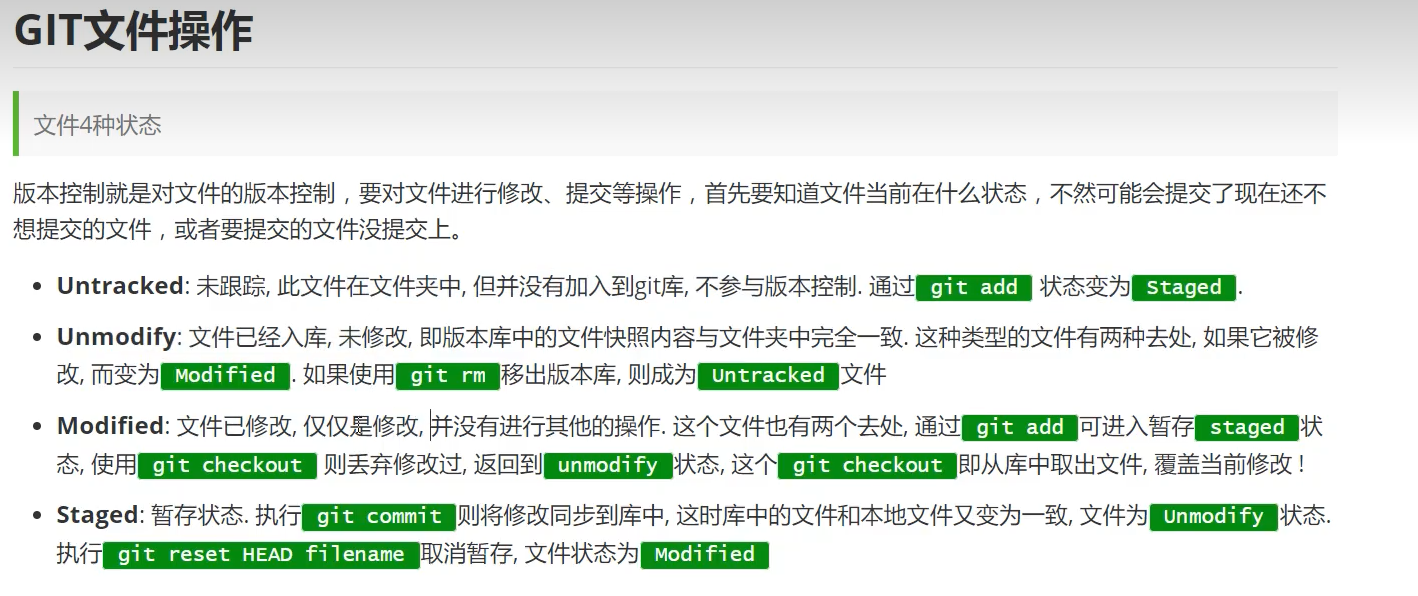 GIT文件操作
文件4种状态
版本控制就是对文件的版本控制，要对文件进行修改、提交等操作，首先要知道文件当前在什么状态，不然可能会提交了现在还不
想提交的文件，或者要提交的文件没提交上。
• Untracked: 未跟踪, 此文件在文件夹中, 但并没有加入到git库, 不参与版本控制. 通过 git add 状态变为 Staged .
• Unmodify: 文件已经入库, 未修改, 即版本库中的文件快照内容与文件夹中完全一致. 这种类型的文件有两种去处, 如果它被修
改, 而变为 Modified . 如果使用 git rm 移出版本库, 则成为 Untracked 文件
• Modified: 文件已修改, 仅仅是修改, 并没有进行其他的操作. 这个文件也有两个去处, 通过 git add 可进入暂存 staged 状
态, 使用 git checkout 则丢弃修改过, 返回到 unmodify 状态, 这个 git checkout 即从库中取出文件, 覆盖当前修改 !
• Staged: 暂存状态. 执行 git commit 则将修改同步到库中, 这时库中的文件和本地文件又变为一致, 文件为 Unmodify 状态.
执行 git reset HEAD filename 取消暂存, 文件状态为 Modified